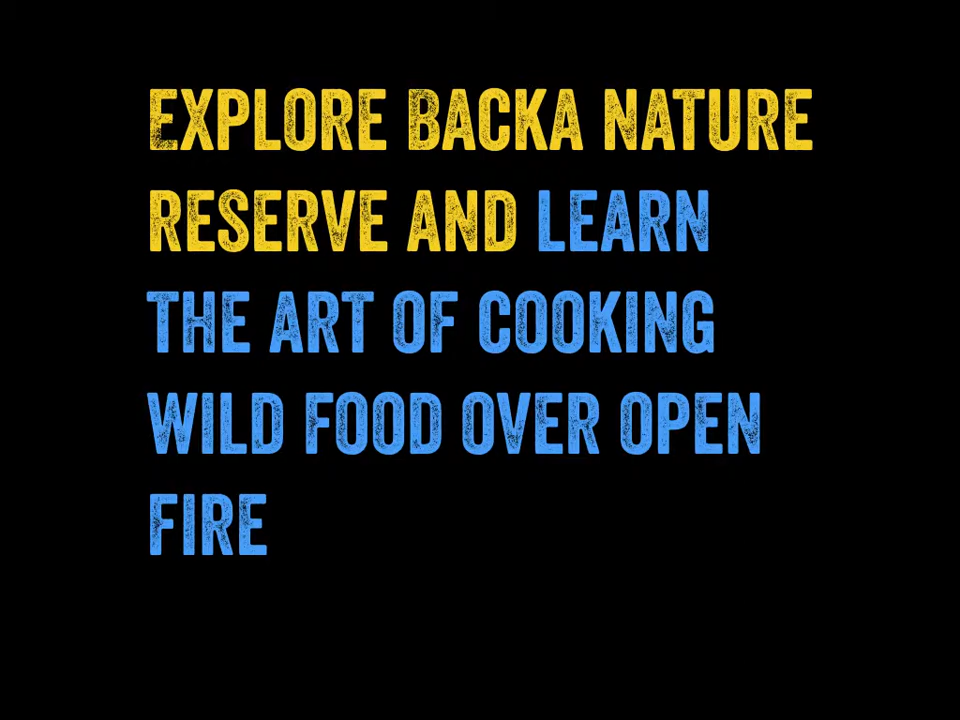 EXPLORE BACKA NATURE
RESERVE AND LEARN
THE ART OF COOKING
WILD FOOD OVER OPEN
FIRE